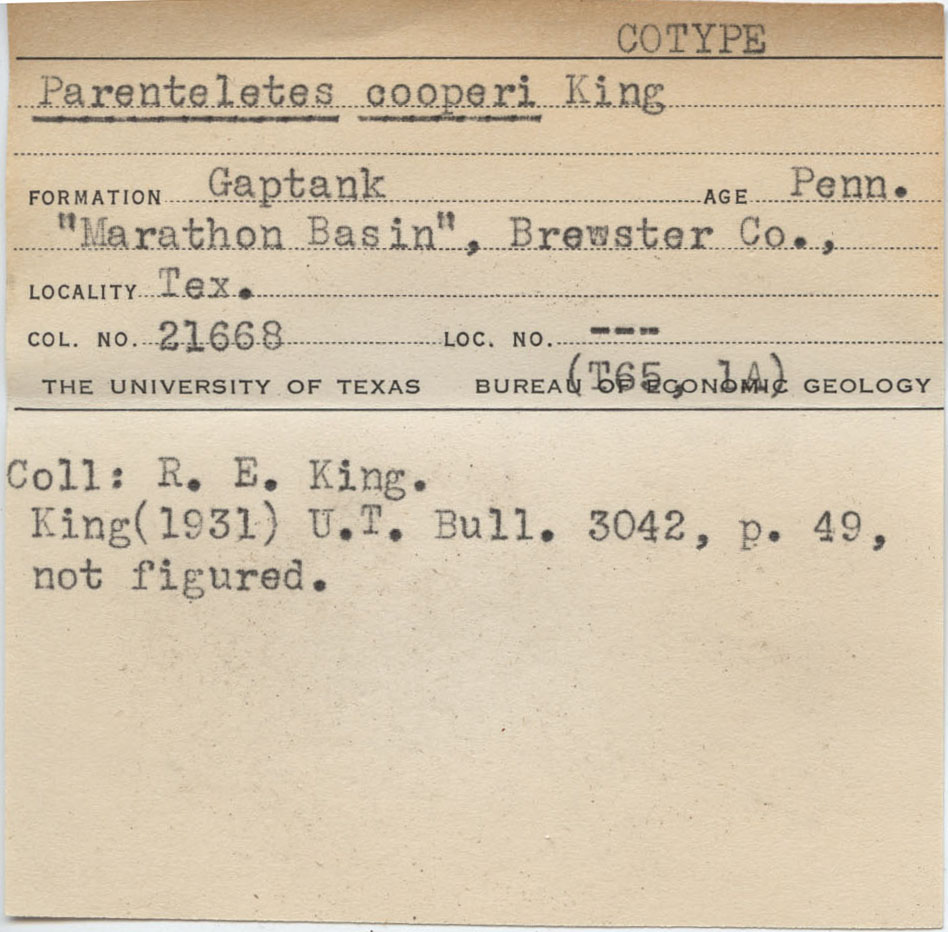 COTYPE
Parenteletes cooperi King
FORMATION Gaptank AGE Penn.
"Marathon Basin", Brewster Co.,
LOCALITY Tex.
COL. NO. 21668 LOC. NO. ---
(T65, 1A)
THE UNIVERSITY OF TEXAS BUREAU OF ECONOMIC GEOLOGY
Coll: R. E. King.
King(1931) U.T. Bull. 3042, p. 49,
not figured.